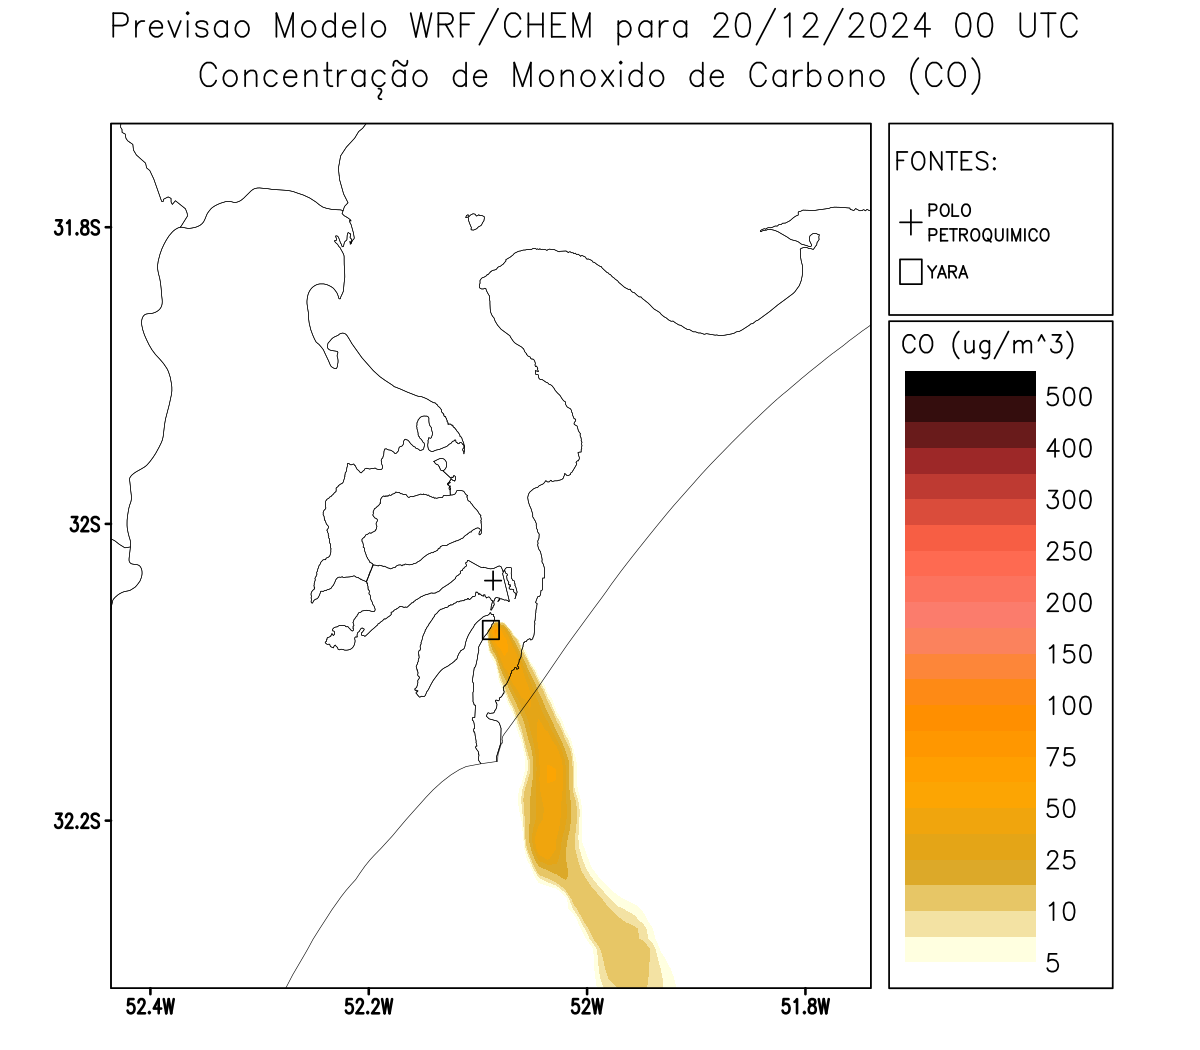 Previsao Modelo WRF/CHEM para 20/12/2024 00 UTC
Concentração de Monoxido de Carbono (CO)
FONTES:
POLO
PETROQUIMICO
YARA
CO (ug/m^3)
500
400
300
250
200
150
100
75
50
25
10
5
31.8S
32S
32.2S
52.4W
52.2W
52W
51.8W